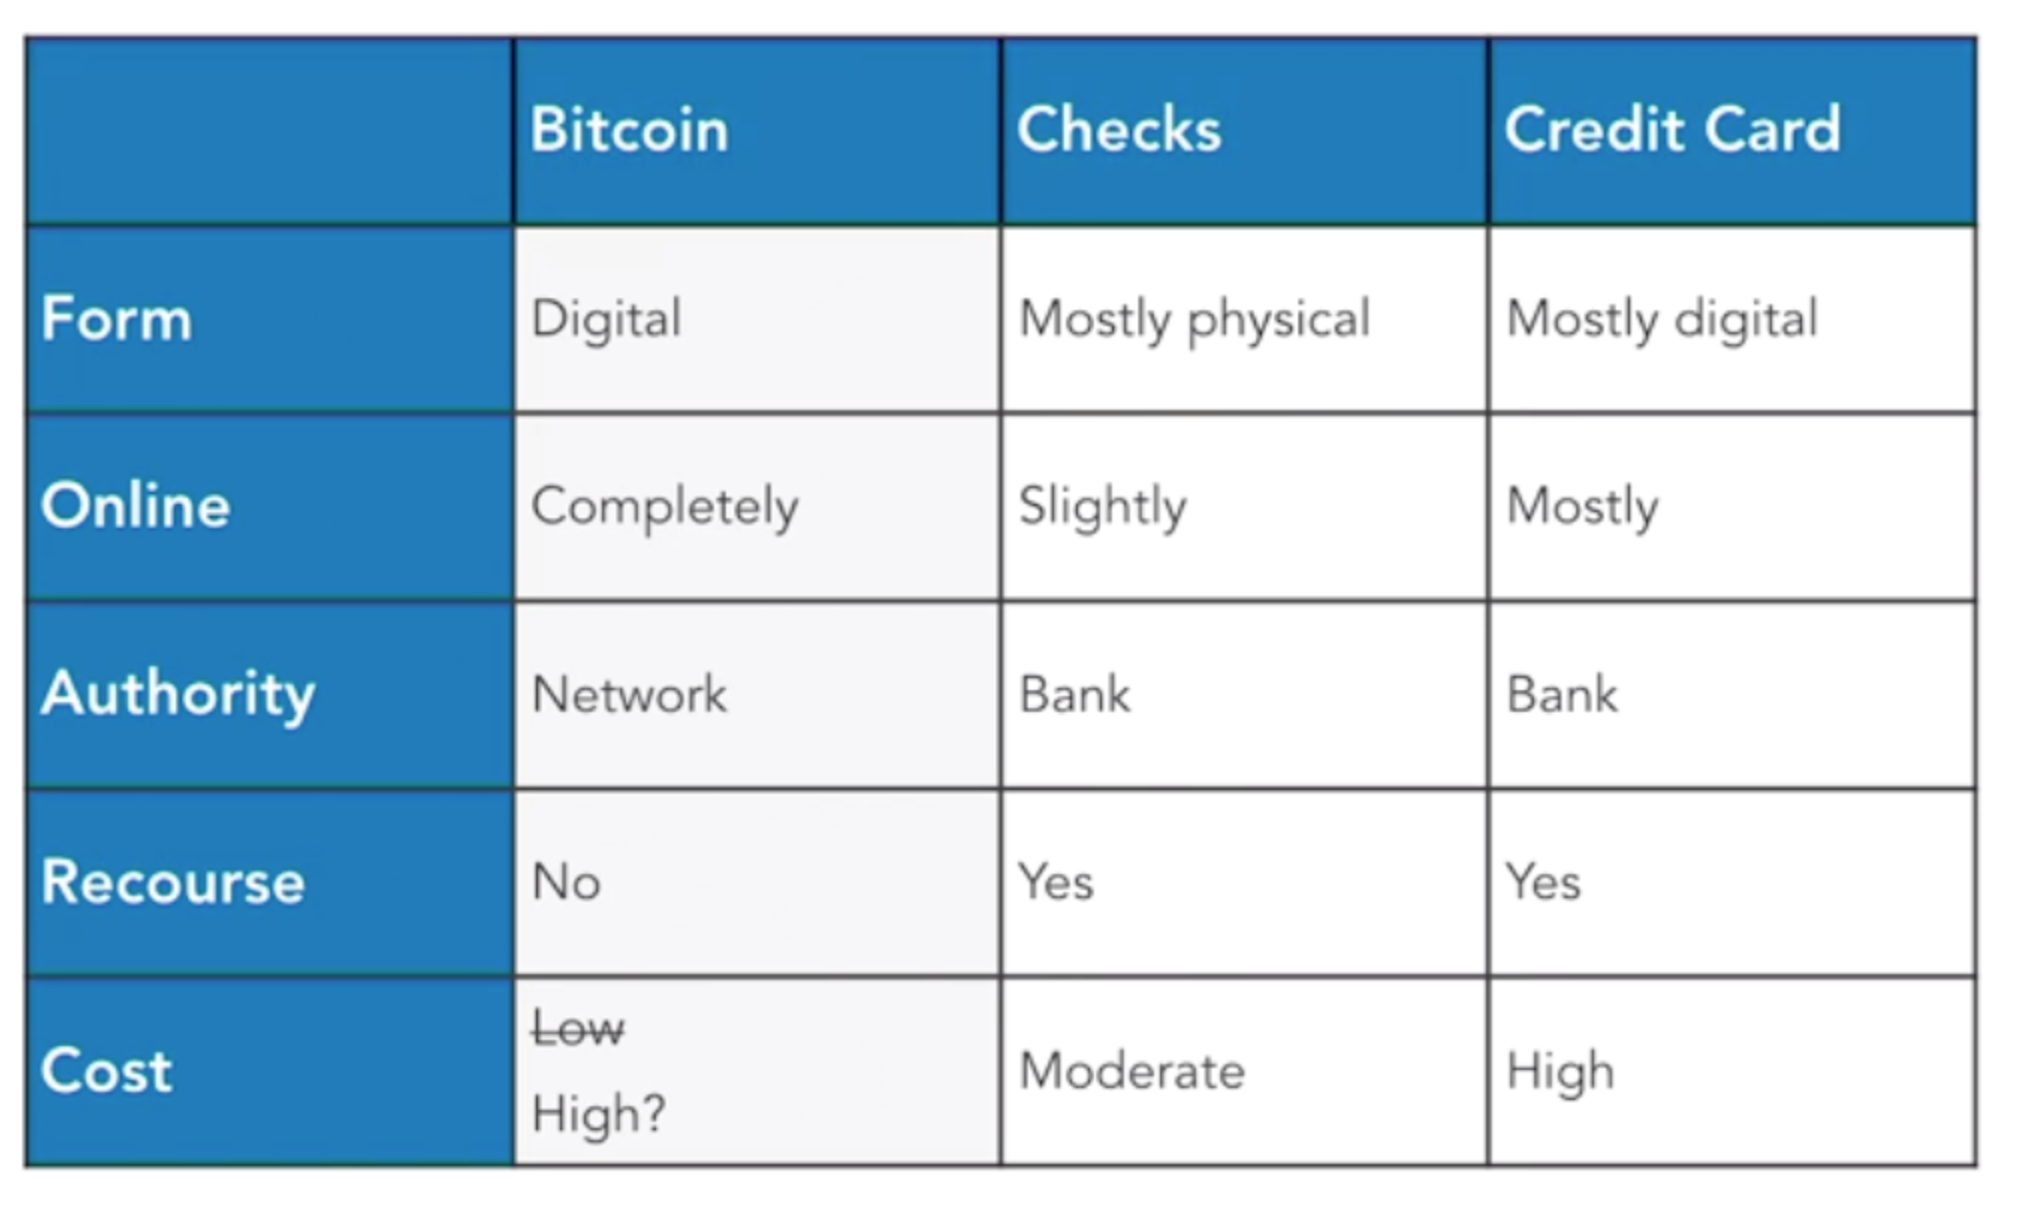 Bitcoin Checks Credit Card
Form Digital Mostly physical Mostly digital
Online Completely Slightly Mostly
Authority Network Bank Bank
Recourse No Yes Yes
Low
Cost Moderate High
High?